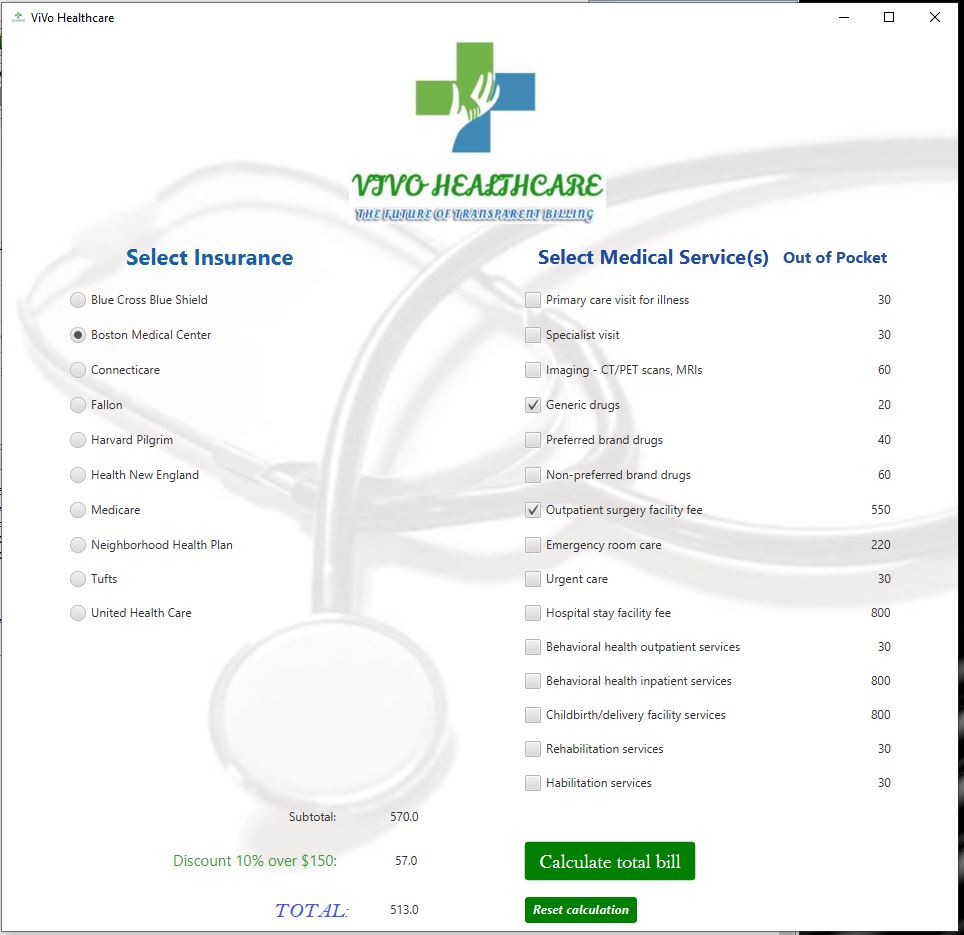 ViVo Healthcare
VIVO HEALTHCARE
THE FUTURE OF TRANSPARENT BILLING
Select Insurance
Blue Cross Blue Shield
Boston Medical Center
Connecticare
Fallon
Harvard Pilgrim
Health New England
Medicare
Neighborhood Health Plan
Tufts
United Health Care
Select Medical Service(s) Out of Pocket
Primary care visit for illness 30
Specialist visit 30
Imaging - CT/PET scans, MRIs 60
Generic drugs 20
Preferred brand drugs 40
Non-preferred brand drugs 60
Outpatient surgery facility fee 550
Emergency room care 220
Urgent care 30
Hospital stay facility fee 800
Behavioral health outpatient services 30
Behavioral health inpatient services 800
Childbirth/delivery facility services 800
Rehabilitation services 30
Habilitation services 30
Subtotal: 570.0
Discount 10% over $150: 57.0
TOTAL: 513.0
Calculate total bill
Reset calculation